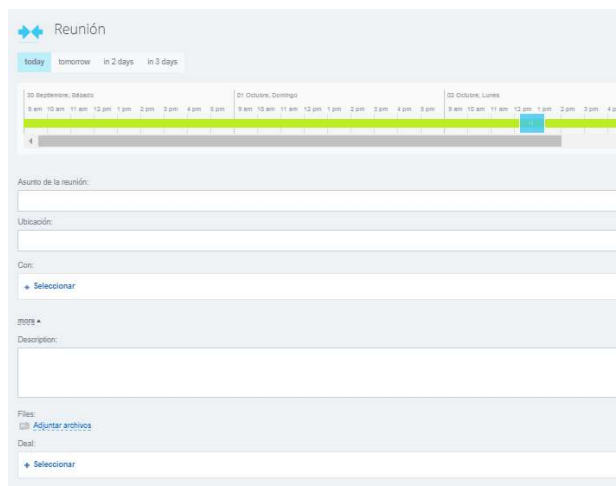 Reunión
today tomorrow in 2 days in 3 days
30 Septiembre, Sábado 01 Octubre, Domingo 02 Octubre, Lunes
9 am 10 am 11 am 12 pm 1 pm 2 pm 3 pm 4 pm 5 pm 9 am 10 am 11 am 12 pm 1 pm 2 pm 3 pm 4 pm 5 pm 9 am 10 am 11 am 12 pm 1 pm 2 pm 3 pm 4 p
Asunto de la reunión:
Ubicación:
Con:
+ Seleccionar
more
Description:
Files:
Adjuntar archivos
Deal:
+ Seleccionar